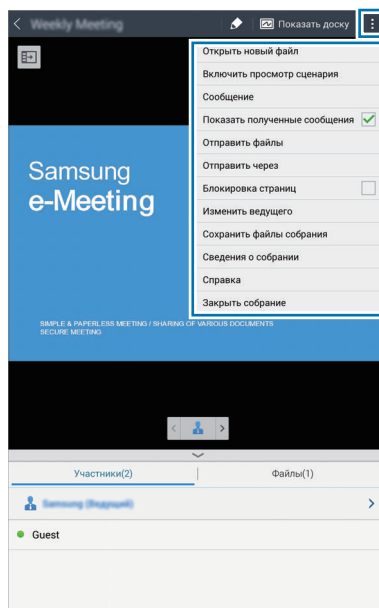 Weekly Meeting
Показать доску
Открыть новый файл
Включить просмотр сценария
Сообщение
Показать полученные сообщения
Отправить файлы
Отправить через
Блокировка страниц
Изменить ведущего
Сохранить файлы собрания
Сведения о собрании
Справка
Закрыть собрание
Samsung
e-Meeting
SIMPLE & PAPERLESS MEETING / SHARING OF VARIOUS DOCUMENTS
SECURE MEETING
Участники(2)
Файлы(1)
Samsung (Ведущий)
Guest